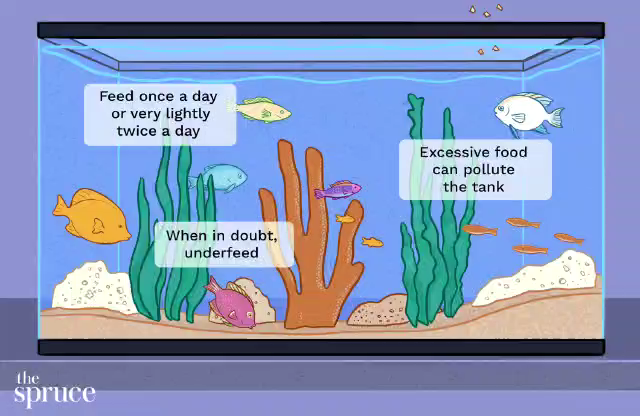 Feed once a day
or very lightly
twice a day
Excessive food
can pollute
the tank
When in doubt,
underfeed
the
spruce